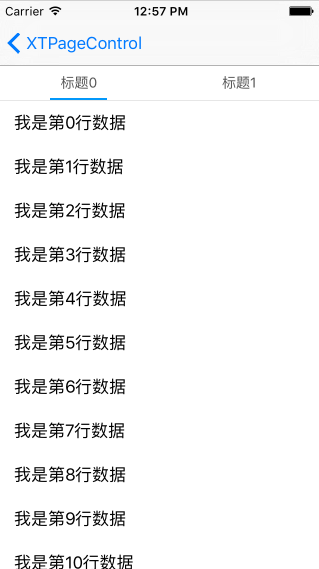 Carrier 12:57 PM
XTPageControl
标题0 标题1
我是第0行数据
我是第1行数据
我是第2行数据
我是第3行数据
我是第4行数据
我是第5行数据
我是第6行数据
我是第7行数据
我是第8行数据
我是第9行数据
我是第10行数据